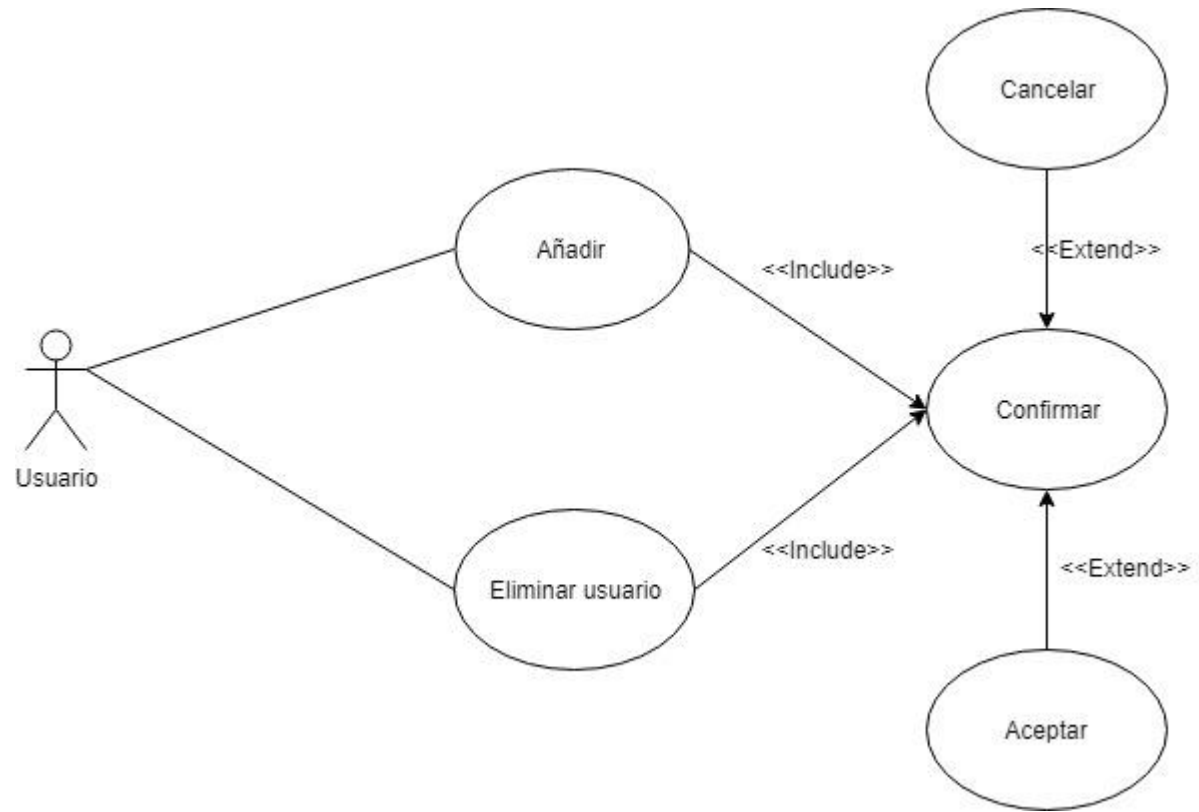 Cancelar
<<Extend>>
Añadir
<<Include>>
Confirmar
Usuario
<<Include>>
<<Extend>>
Eliminar usuario
Aceptar